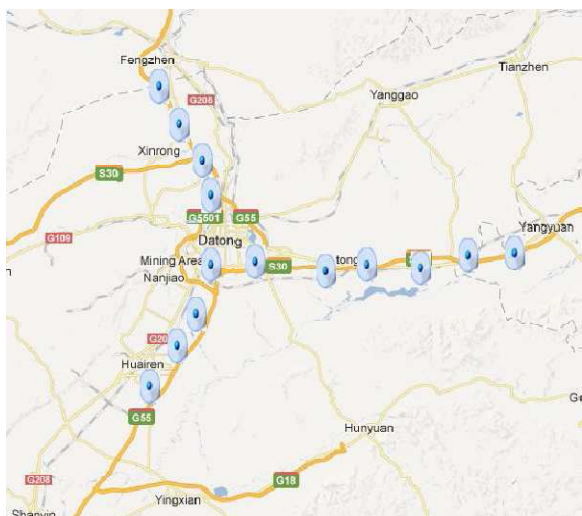 Fengzhen
Tianzhen
G208
Yanggao
Xinrong
S30
G5501
G55
Yangyuan
G109
Datong
Mining Area
S30
Nanjiao
Huairen
G55
Hunyuan
G208
G18
Yingxian